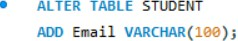 ALTER TABLE STUDENT
ADD Email VARCHAR(100);